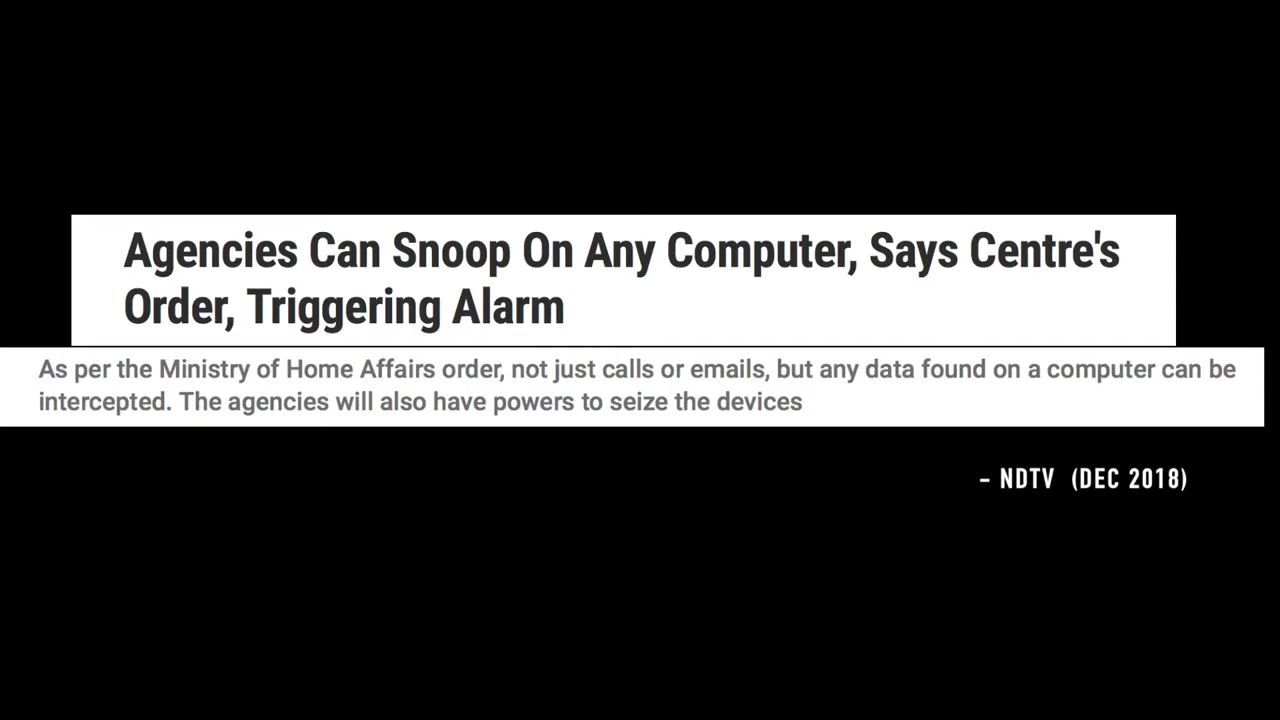 Agencies Can Snoop On Any Computer, Says Centre's
Order, Triggering Alarm
As per the Ministry of Home Affairs order, not just calls or emails, but any data found on a computer can be
intercepted. The agencies will also have powers to seize the devices
– NDTV (DEC 2018)